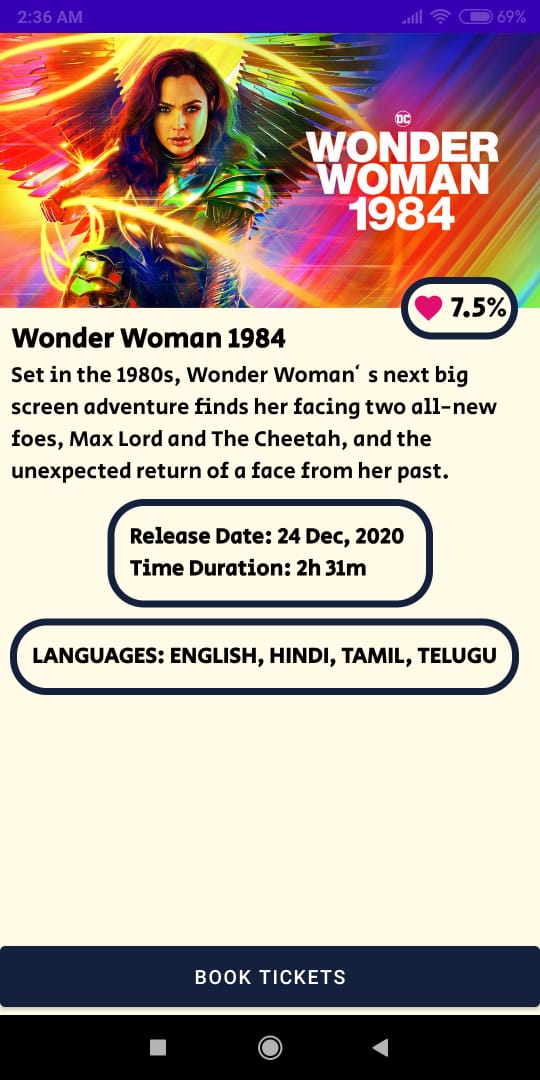 2:36 AM 69%
DC
WONDER
WOMAN
1984
7.5%
Wonder Woman 1984
Set in the 1980s, Wonder Woman‘ s next big
screen adventure finds her facing two all-new
foes, Max Lord and The Cheetah, and the
unexpected return of a face from her past.
Release Date: 24 Dec, 2020
Time Duration: 2h 31m
LANGUAGES: ENGLISH, HINDI, TAMIL, TELUGU
BOOK TICKETS